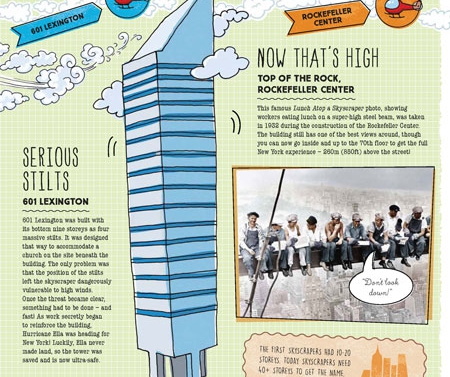 601 LEXINGTON
ROCKEFELLER
CENTER
NOW THAT'S HIGH
TOP OF THE ROCK,
ROCKEFELLER CENTER
This famous Lunch Atop a Skyscraper photo, showing
workers eating lunch on a super-high steel beam, was taken
in 1932 during the construction of the Rockefeller Center.
The building still has one of the best views around, though
you can now go inside and up to the 70th floor to get the full
New York experience – 260m (850ft) above the street!
SERIOUS
STILTS
601 LEXINGTON
601 Lexington was built with
its bottom nine storeys as four
massive stilts. It was designed
that way to accommodate a
church on the site beneath the
building. The only problem was
that the position of the stilts
left the skyscraper dangerously
vulnerable to high winds.
Once the threat became clear,
something had to be done – and
fast! As work secretly began
to reinforce the building,
Hurricane Ella was heading for
New York! Luckily, Ella never
made land, so the tower was
saved and is now ultra-safe.
"Don't look
down!"
THE FIRST SKYSCRAPERS HAD 10-20
STOREYS. TODAY SKYSCRAPERS NEED
40+ STOREYS TO GET THE NAME.